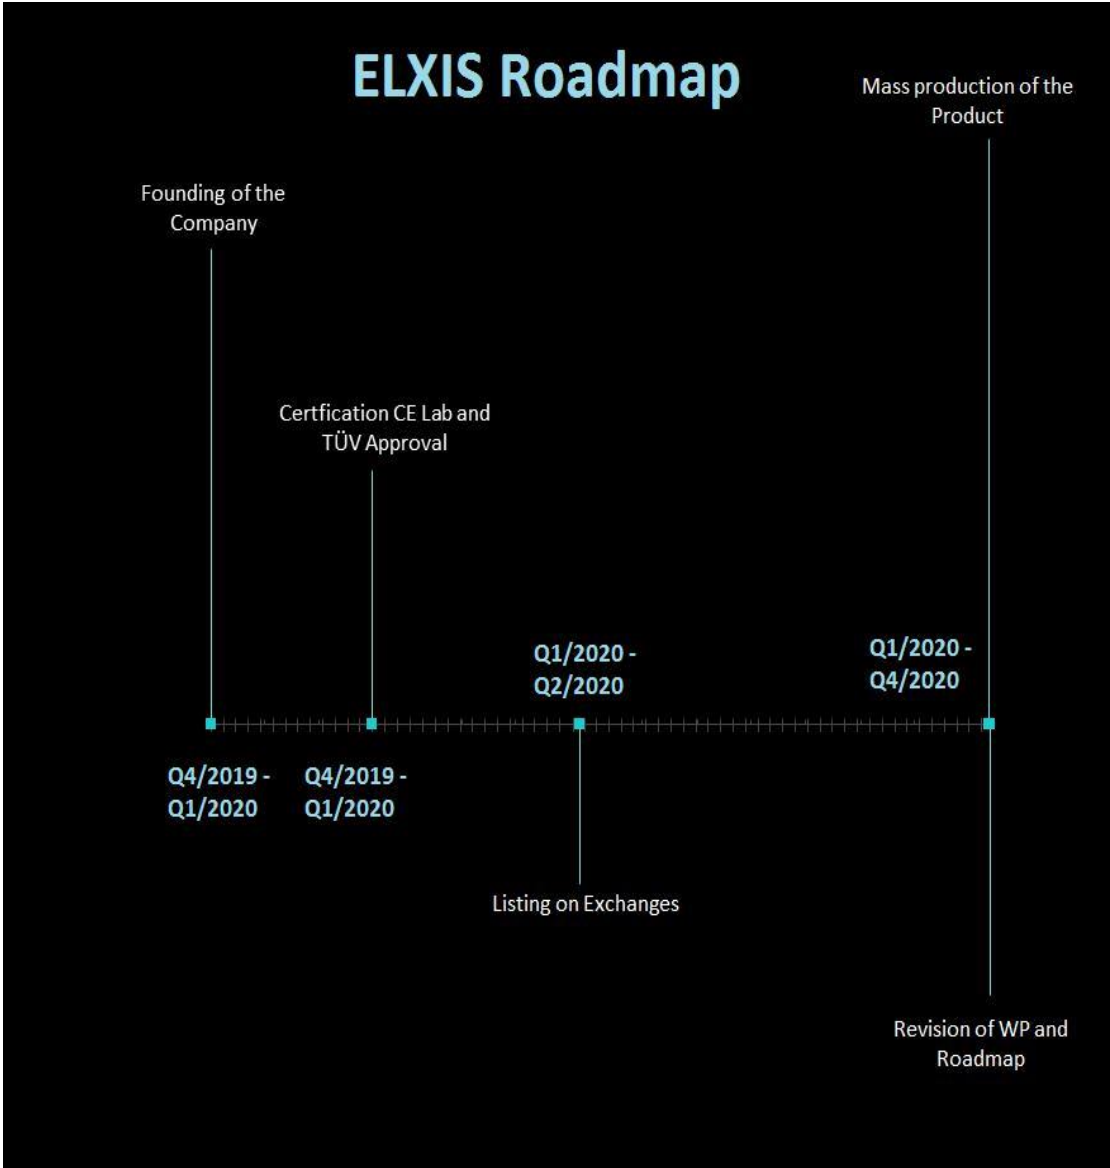 ELXIS Roadmap
Mass production of the
Product
Founding of the
Company
Certfication CE Lab and
TÜV Approval
Q1/2020 -
Q2/2020
Q1/2020 -
Q4/2020
Q4/2019 -
Q1/2020
Q4/2019 -
Q1/2020
Listing on Exchanges
Revision of WP and
Roadmap